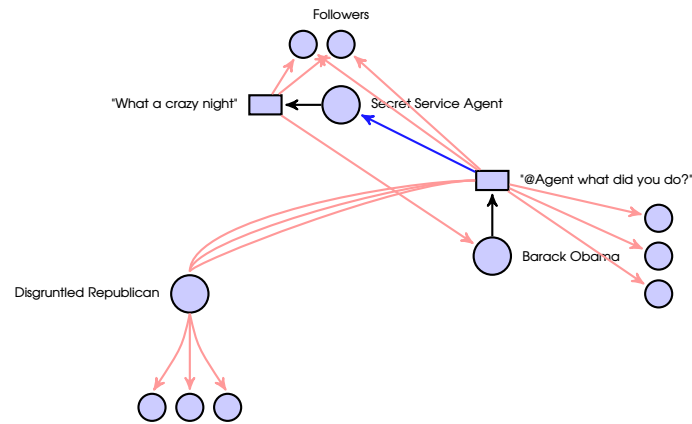 Followers
"What a crazy night"
Secret Service Agent
"@Agent what did you do?"
Barack Obama
Disgruntled Republican